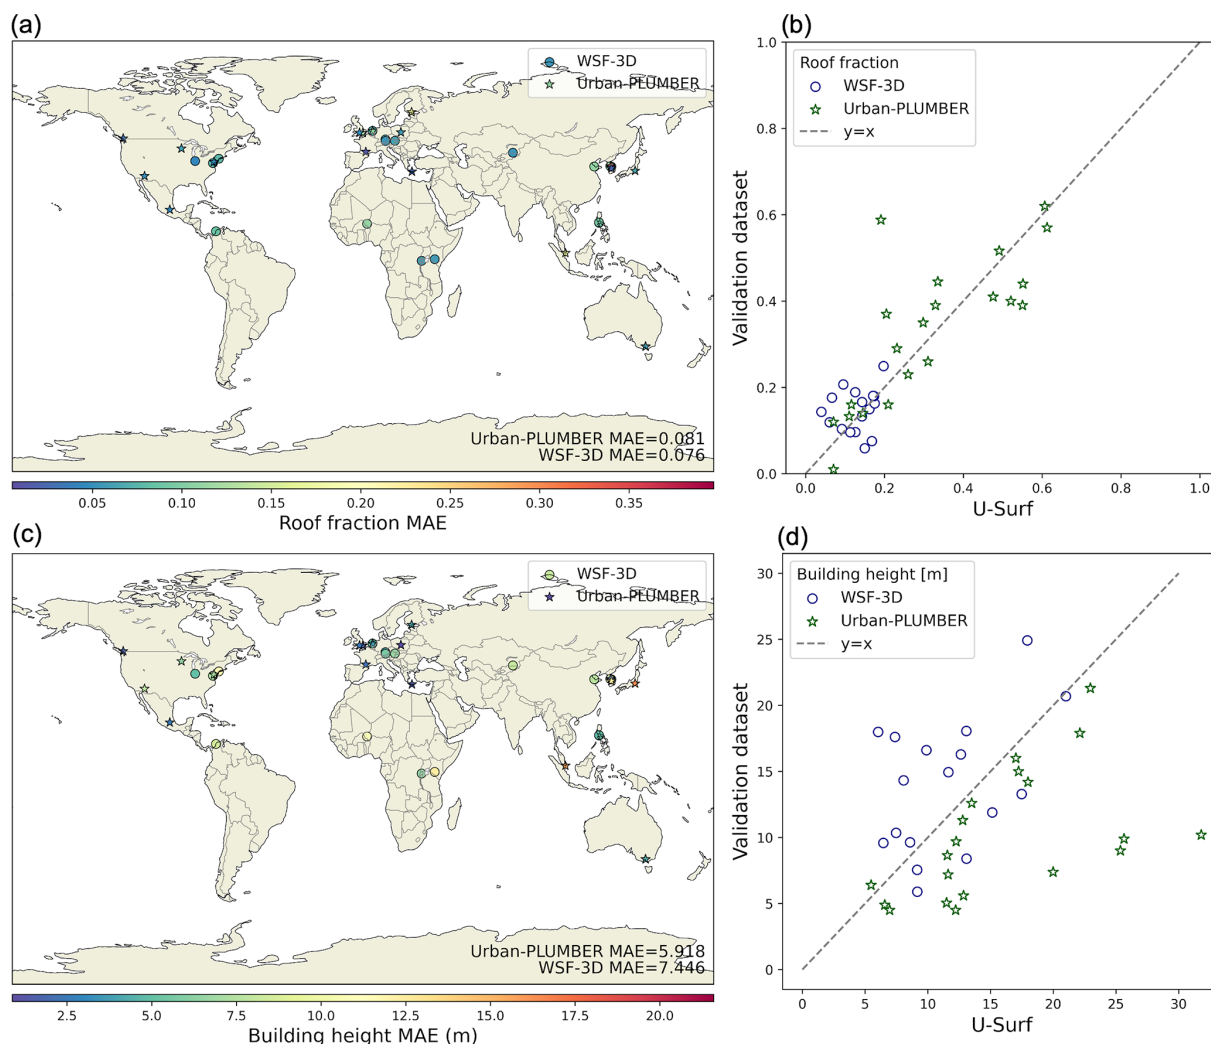 (a)
WSF-3D
Urban-PLUMBER
Urban-PLUMBER MAE=0.081
WSF-3D MAE=0.076
0.05 0.10 0.15 0.20 0.25 0.30 0.35
Roof fraction MAE
(b)
1.0
0.8
0.6
0.4
0.2
0.0
Validation dataset
Roof fraction
WSF-3D
Urban-PLUMBER
y=x
0.0 0.2 0.4 0.6 0.8 1.0
U-Surf
(c)
WSF-3D
Urban-PLUMBER
Urban-PLUMBER MAE=5.918
WSF-3D MAE=7.446
2.5 5.0 7.5 10.0 12.5 15.0 17.5 20.0
Building height MAE (m)
(d)
30
25
20
15
10
5
0
Validation dataset
Building height [m]
WSF-3D
Urban-PLUMBER
y=x
0 5 10 15 20 25 30
U-Surf